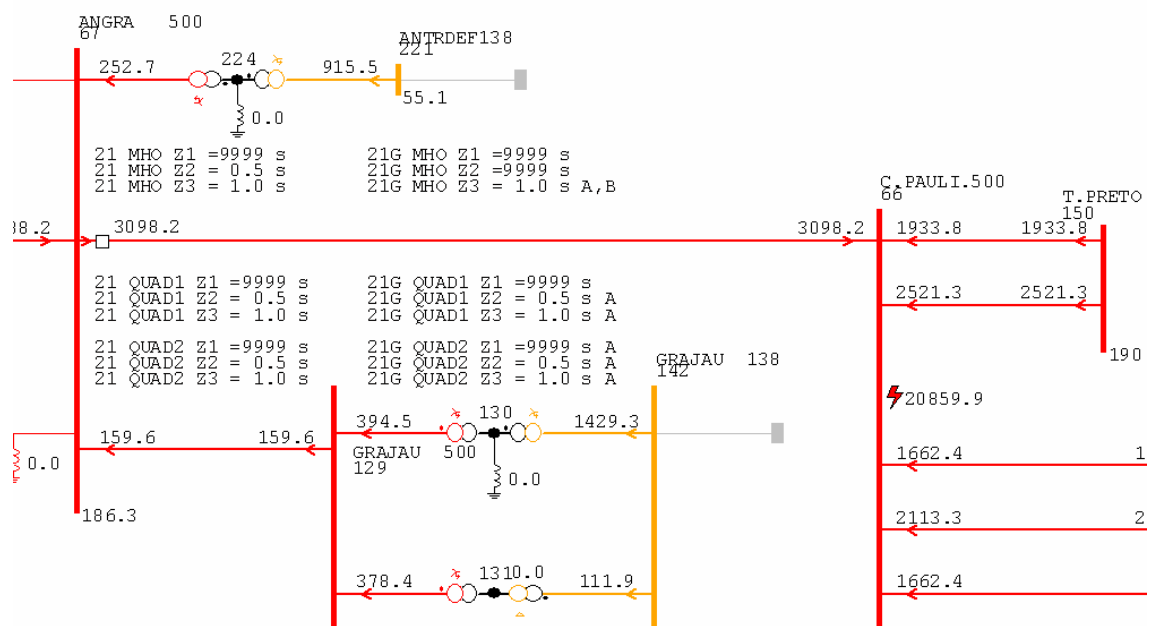 ANGRA   500
67
252.7
224
915.5
ANTRDEF138
221
55.1
0.0
21 MHO Z1 =9999 s
21 MHO Z2 = 0.5 s
21 MHO Z3 = 1.0 s
21G MHO Z1 =9999 s
21G MHO Z2 =9999 s
21G MHO Z3 = 1.0 s A,B
C.PAULI.500
66
T.PRETO
150
38.2
3098.2
3098.2
1933.8
1933.8
21 QUAD1 Z1 =9999 s
21 QUAD1 Z2 = 0.5 s
21 QUAD1 Z3 = 1.0 s
21G QUAD1 Z1 =9999 s
21G QUAD1 Z2 = 0.5 s A
21G QUAD1 Z3 = 1.0 s A
2521.3
2521.3
21 QUAD2 Z1 =9999 s
21 QUAD2 Z2 = 0.5 s
21 QUAD2 Z3 = 1.0 s
21G QUAD2 Z1 =9999 s A
21G QUAD2 Z2 = 0.5 s A
21G QUAD2 Z3 = 1.0 s A
GRAJAU  138
142
190
20859.9
394.5
130
1429.3
159.6
159.6
GRAJAU  500
129
0.0
0.0
1662.4
1
186.3
2113.3
2
378.4
131
0.0
111.9
1662.4